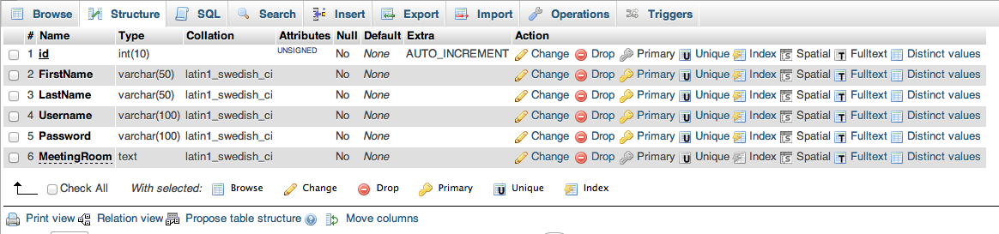 Browse Structure SQL Search Insert Export Import Operations Triggers
# Name Type Collation Attributes Null Default Extra Action
1 id int(10) UNSIGNED No None AUTO_INCREMENT Change Drop Primary Unique Index Spatial Fulltext Distinct values
2 FirstName varchar(50) latin1_swedish_ci No None Change Drop Primary Unique Index Spatial Fulltext Distinct values
3 LastName varchar(50) latin1_swedish_ci No None Change Drop Primary Unique Index Spatial Fulltext Distinct values
4 Username varchar(100) latin1_swedish_ci No None Change Drop Primary Unique Index Spatial Fulltext Distinct values
5 Password varchar(100) latin1_swedish_ci No None Change Drop Primary Unique Index Spatial Fulltext Distinct values
6 MeetingRoom text latin1_swedish_ci No None Change Drop Primary Unique Index Spatial Fulltext Distinct values
Check All With selected: Browse Change Drop Primary Unique Index
Print view Relation view Propose table structure Move columns